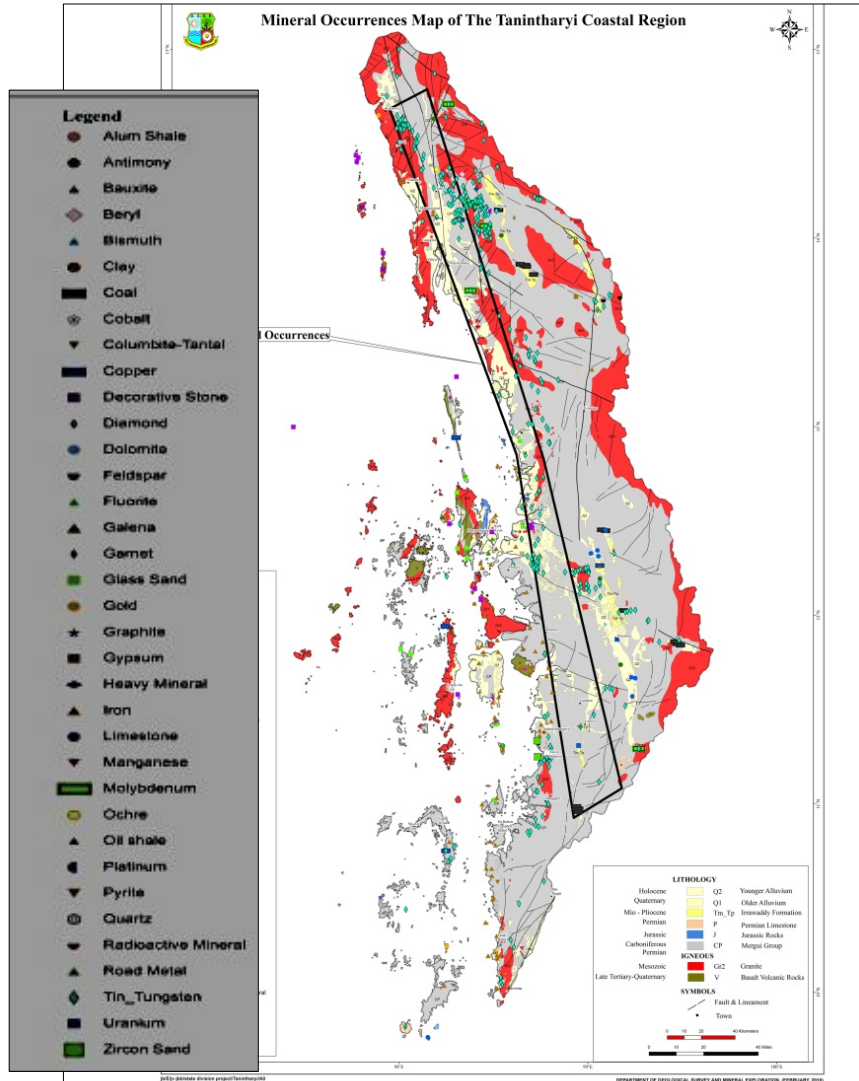 Mineral Occurrences Map of The Tanintharyi Coastal Region
N
W E
S
Legend
Alum Shale
Antimony
Bauxite
Beryl
Bismuth
Clay
Coal
Cobalt
Columbite-Tantal
Copper
Decorative Stone
Diamond
Dolomite
Feldspar
Fluorite
Galena
Garnet
Glass Sand
Gold
Graphite
Gypsum
Heavy Mineral
Iron
Limestone
Manganese
Molybdenum
Ochre
Oil shale
Platinum
Pyrite
Quartz
Radioactive Mineral
Road Metal
Tin_Tungsten
Uranium
Zircon Sand
Occurrences
LITHOLOGY
Holocene Q2 Younger Alluvium
Quaternary Q1 Older Alluvium
Mio - Pliocene Tm_Tp Irrawaddy Formation
Permian P Permian Limestone
Jurassic J Jurassic Rocks
Carboniferous Permian CP Mergui Group
IGNEOUS
Mesozoic Gr2 Granite
Late Tertiary-Quaternary V Basalt Volcanic Rocks
SYMBOLS
Fault & Lineament
Town
40 Kilometers
40 Miles